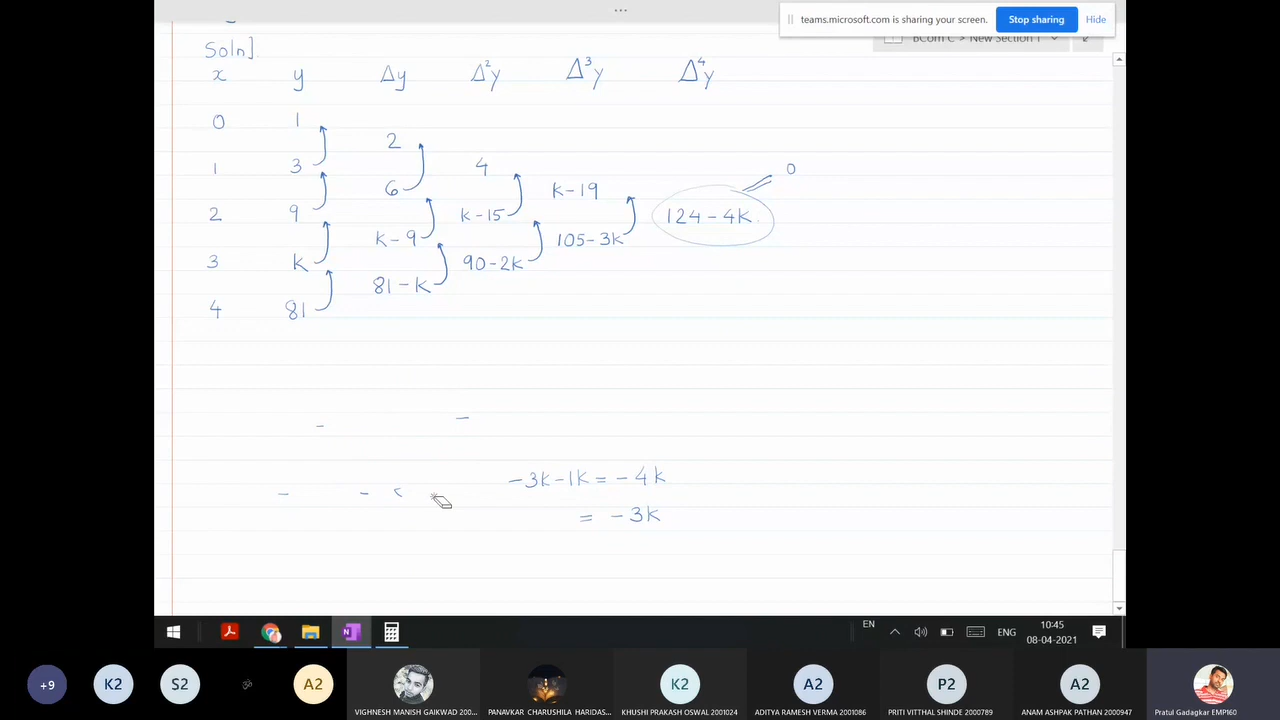 teams.microsoft.com is sharing your screen. Stop sharing Hide
BCom C > New Section 1
Soln].
x y Δy Δ²y Δ³y Δ⁴y
0 1
2
1 3 4
6 k-19 0
2 9 k-15 124-4k
k-9 105-3k
3 k 90-2k
81-k
4 81
-3k-1k = -4k
= -3k
EN ENG 10:45
08-04-2021
+9 K2 S2 A2 K2 A2 P2 A2
VIGHNESH MANISH GAIKWAD 200... PANAVKAR CHARUSHILA HARIDAS... KHUSHI PRAKASH OSWAL 2001024 ADITYA RAMESH VERMA 2001086 PRITI VITTHAL SHINDE 2000789 ANAM ASHPAK PATHAN 2000947 Pratul Gadagkar EMPI60